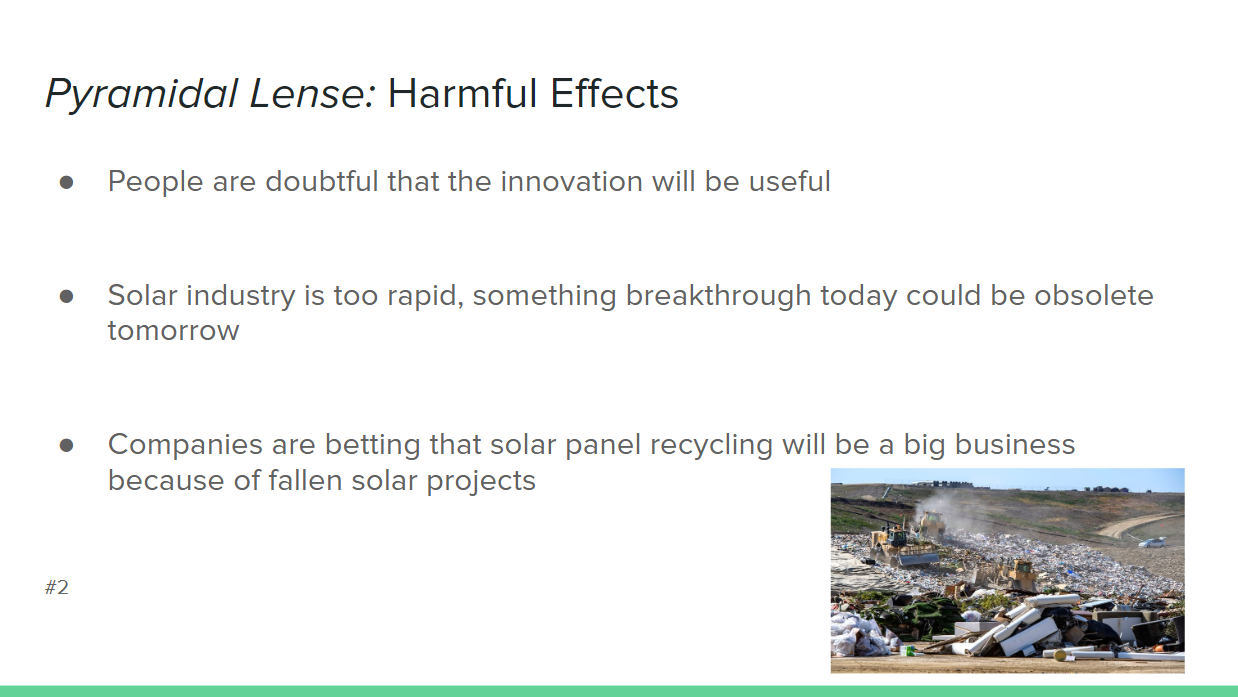 Pyramidal Lense: Harmful Effects
● People are doubtful that the innovation will be useful
● Solar industry is too rapid, something breakthrough today could be obsolete
tomorrow
● Companies are betting that solar panel recycling will be a big business
because of fallen solar projects
#2